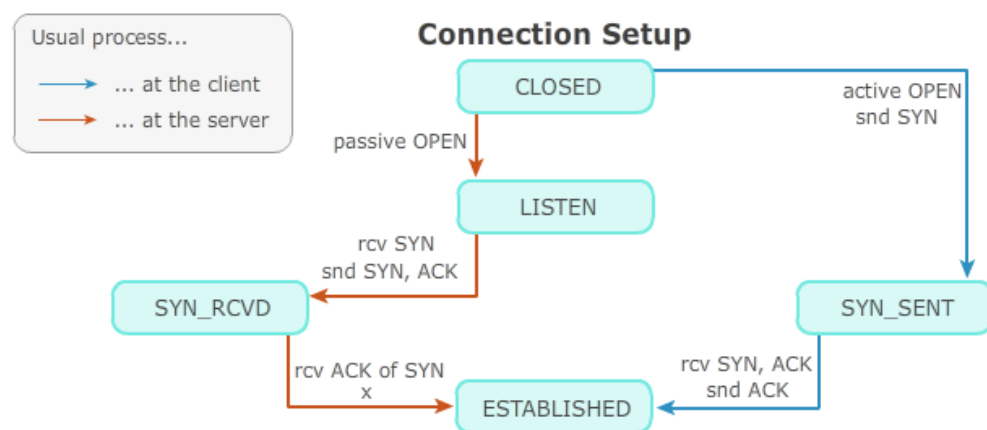 Usual process...
... at the client
... at the server
Connection Setup
CLOSED
active OPEN
snd SYN
passive OPEN
LISTEN
rcv SYN
snd SYN, ACK
SYN_RCVD
SYN_SENT
rcv ACK of SYN
x
rcv SYN, ACK
snd ACK
ESTABLISHED